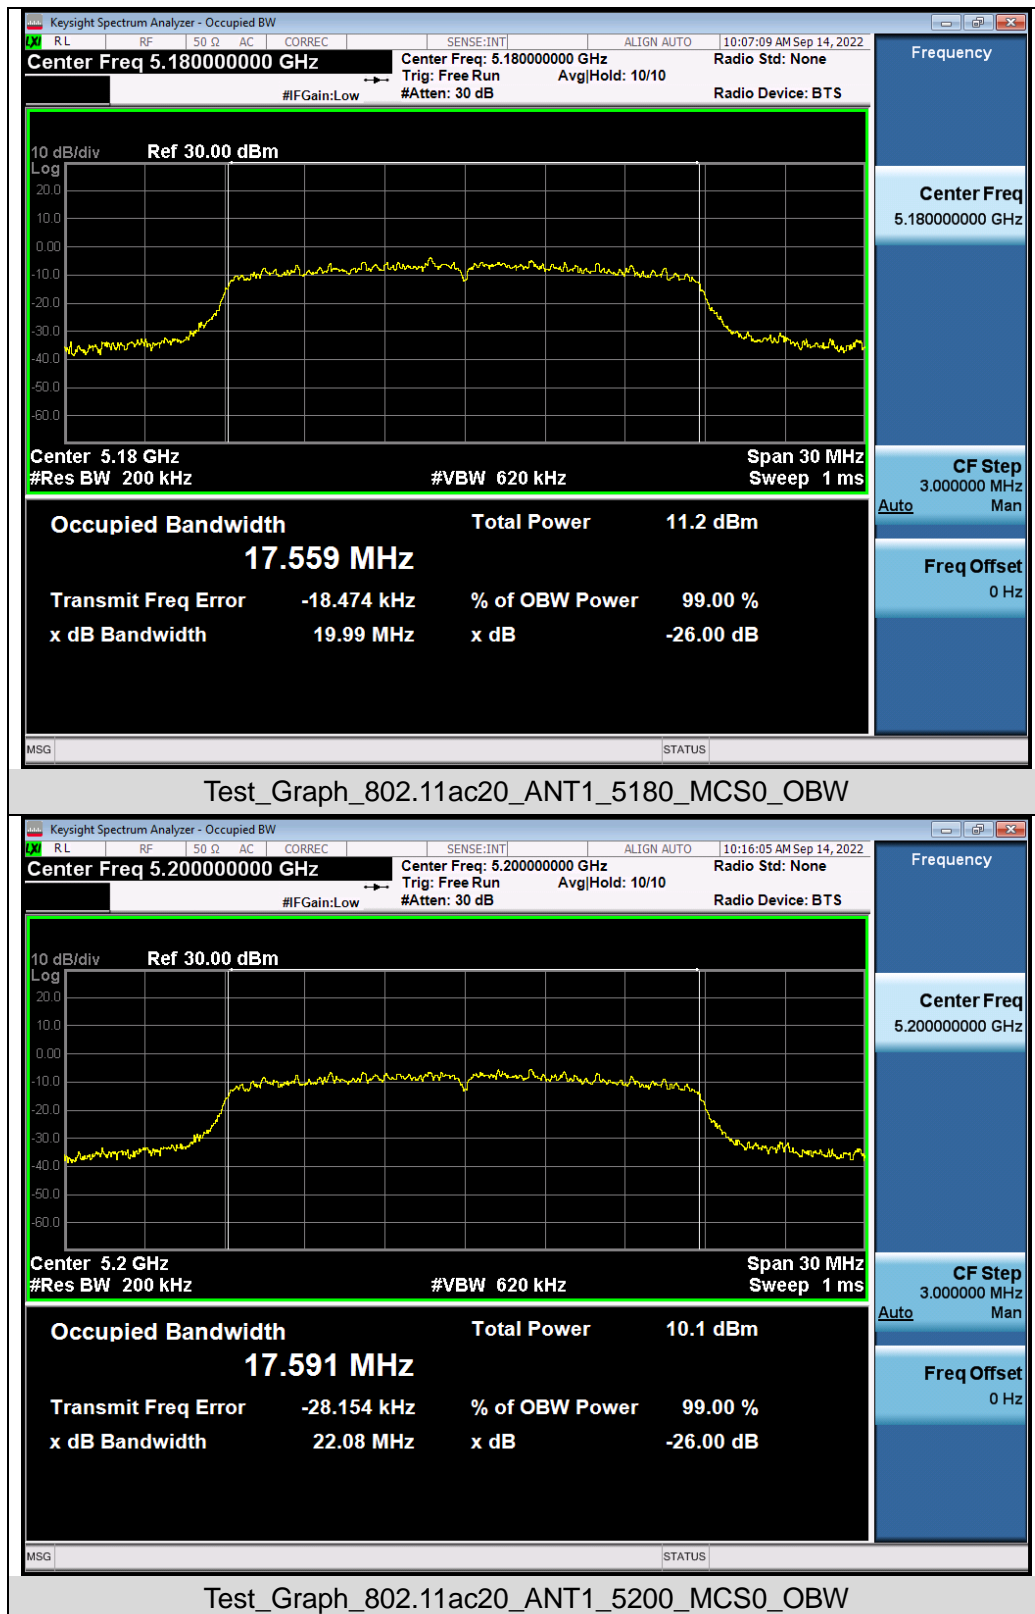 Keysight Spectrum Analyzer - Occupied BW
LXI RL RF 50 Ω AC CORREC SENSE:INT ALIGN AUTO 10:07:09 AM Sep 14, 2022
Center Freq 5.180000000 GHz
Center Freq: 5.180000000 GHz
Radio Std: None
Trig: Free Run Avg|Hold: 10/10
#IFGain:Low
#Atten: 30 dB
Radio Device: BTS
Frequency
10 dB/div Ref 30.00 dBm
Log
20.0
10.0
0.00
-10.0
-20.0
-30.0
-40.0
-50.0
-60.0
Center Freq
5.180000000 GHz
Center 5.18 GHz
Span 30 MHz
#Res BW 200 kHz
#VBW 620 kHz
Sweep 1 ms
CF Step
3.000000 MHz
Auto Man
Freq Offset
0 Hz
Occupied Bandwidth
Total Power 11.2 dBm
17.559 MHz
Transmit Freq Error -18.474 kHz % of OBW Power 99.00 %
x dB Bandwidth 19.99 MHz x dB -26.00 dB
MSG STATUS
Test_Graph_802.11ac20_ANT1_5180_MCS0_OBW
Keysight Spectrum Analyzer - Occupied BW
LXI RL RF 50 Ω AC CORREC SENSE:INT ALIGN AUTO 10:16:05 AM Sep 14, 2022
Center Freq 5.200000000 GHz
Center Freq: 5.200000000 GHz
Radio Std: None
Trig: Free Run Avg|Hold: 10/10
#IFGain:Low
#Atten: 30 dB
Radio Device: BTS
Frequency
10 dB/div Ref 30.00 dBm
Log
20.0
10.0
0.00
-10.0
-20.0
-30.0
-40.0
-50.0
-60.0
Center Freq
5.200000000 GHz
Center 5.2 GHz
Span 30 MHz
#Res BW 200 kHz
#VBW 620 kHz
Sweep 1 ms
CF Step
3.000000 MHz
Auto Man
Freq Offset
0 Hz
Occupied Bandwidth
Total Power 10.1 dBm
17.591 MHz
Transmit Freq Error -28.154 kHz % of OBW Power 99.00 %
x dB Bandwidth 22.08 MHz x dB -26.00 dB
MSG STATUS
Test_Graph_802.11ac20_ANT1_5200_MCS0_OBW